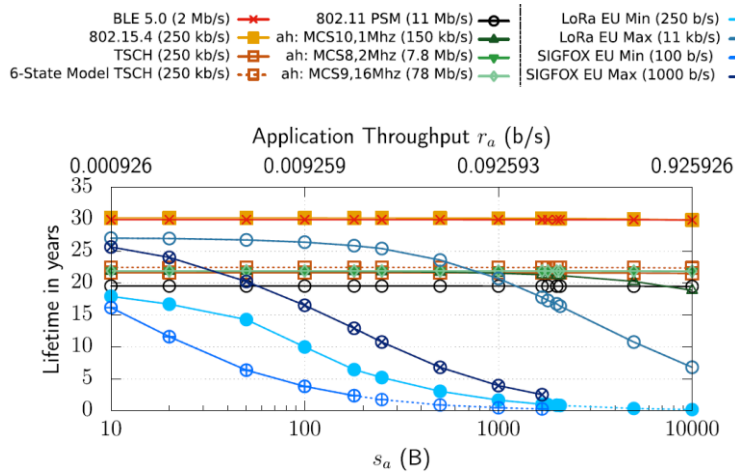 BLE 5.0 (2 Mb/s)
802.15.4 (250 kb/s)
TSCH (250 kb/s)
6-State Model TSCH (250 kb/s)
802.11 PSM (11 Mb/s)
ah: MCS10,1Mhz (150 kb/s)
ah: MCS8,2Mhz (7.8 Mb/s)
ah: MCS9,16Mhz (78 Mb/s)
LoRa EU Min (250 b/s)
LoRa EU Max (11 kb/s)
SIGFOX EU Min (100 b/s)
SIGFOX EU Max (1000 b/s)
Application Throughput r_a (b/s)
0.000926 0.009259 0.092593 0.925926
35
30
25
20
15
10
5
0
Lifetime in years
10 100 1000 10000
s_a (B)